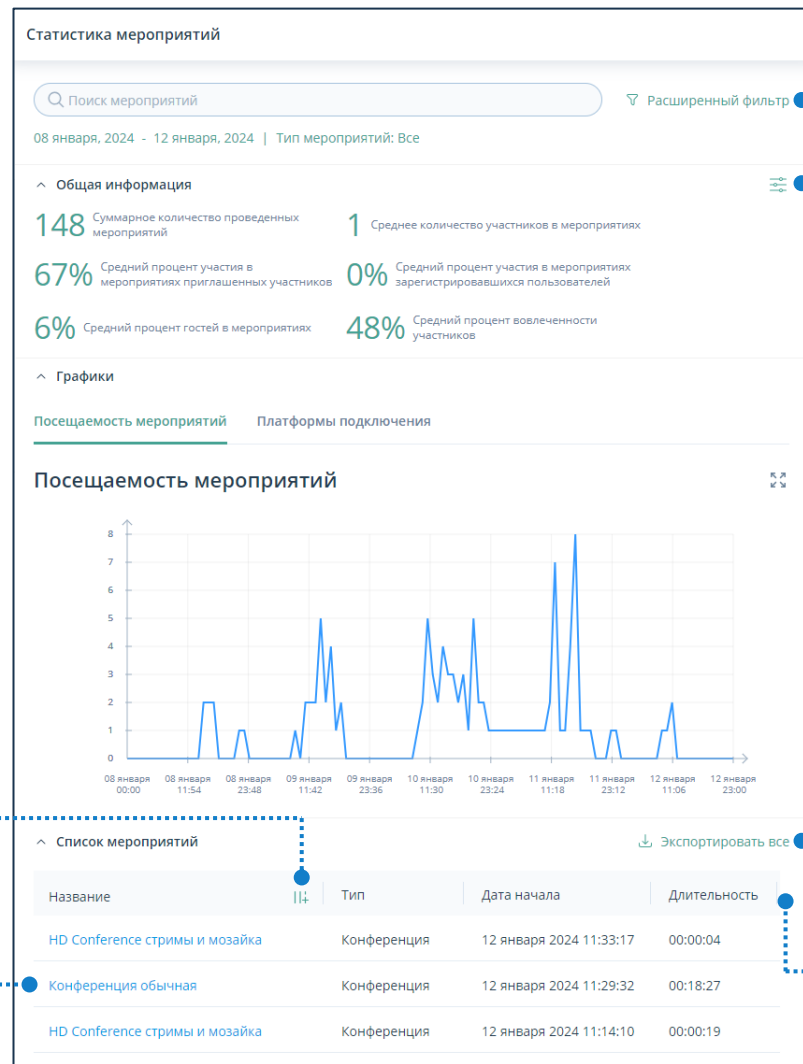 Статистика мероприятий
Поиск мероприятий
Расширенный фильтр
08 января, 2024 - 12 января, 2024 | Тип мероприятий: Все
Общая информация
148 Суммарное количество проведенных
мероприятий
1 Среднее количество участников в мероприятиях
67% Средний процент участия в
мероприятиях приглашенных участников
0% Средний процент участия в мероприятиях
зарегистрировавшихся пользователей
6% Средний процент гостей в мероприятиях
48% Средний процент вовлеченности
участников
Графики
Посещаемость мероприятий Платформы подключения
Посещаемость мероприятий
8
7
6
5
4
3
2
1
0
08 января 08 января 08 января 09 января 09 января 10 января 10 января 11 января 11 января 12 января 12 января
00:00 11:54 23:48 11:42 23:36 11:30 23:24 11:18 23:12 11:06 23:00
Список мероприятий
Экспортировать все
Название Тип Дата начала Длительность
HD Conference стримы и мозайка Конференция 12 января 2024 11:33:17 00:00:04
Конференция обычная Конференция 12 января 2024 11:29:32 00:18:27
HD Conference стримы и мозайка Конференция 12 января 2024 11:14:10 00:00:19